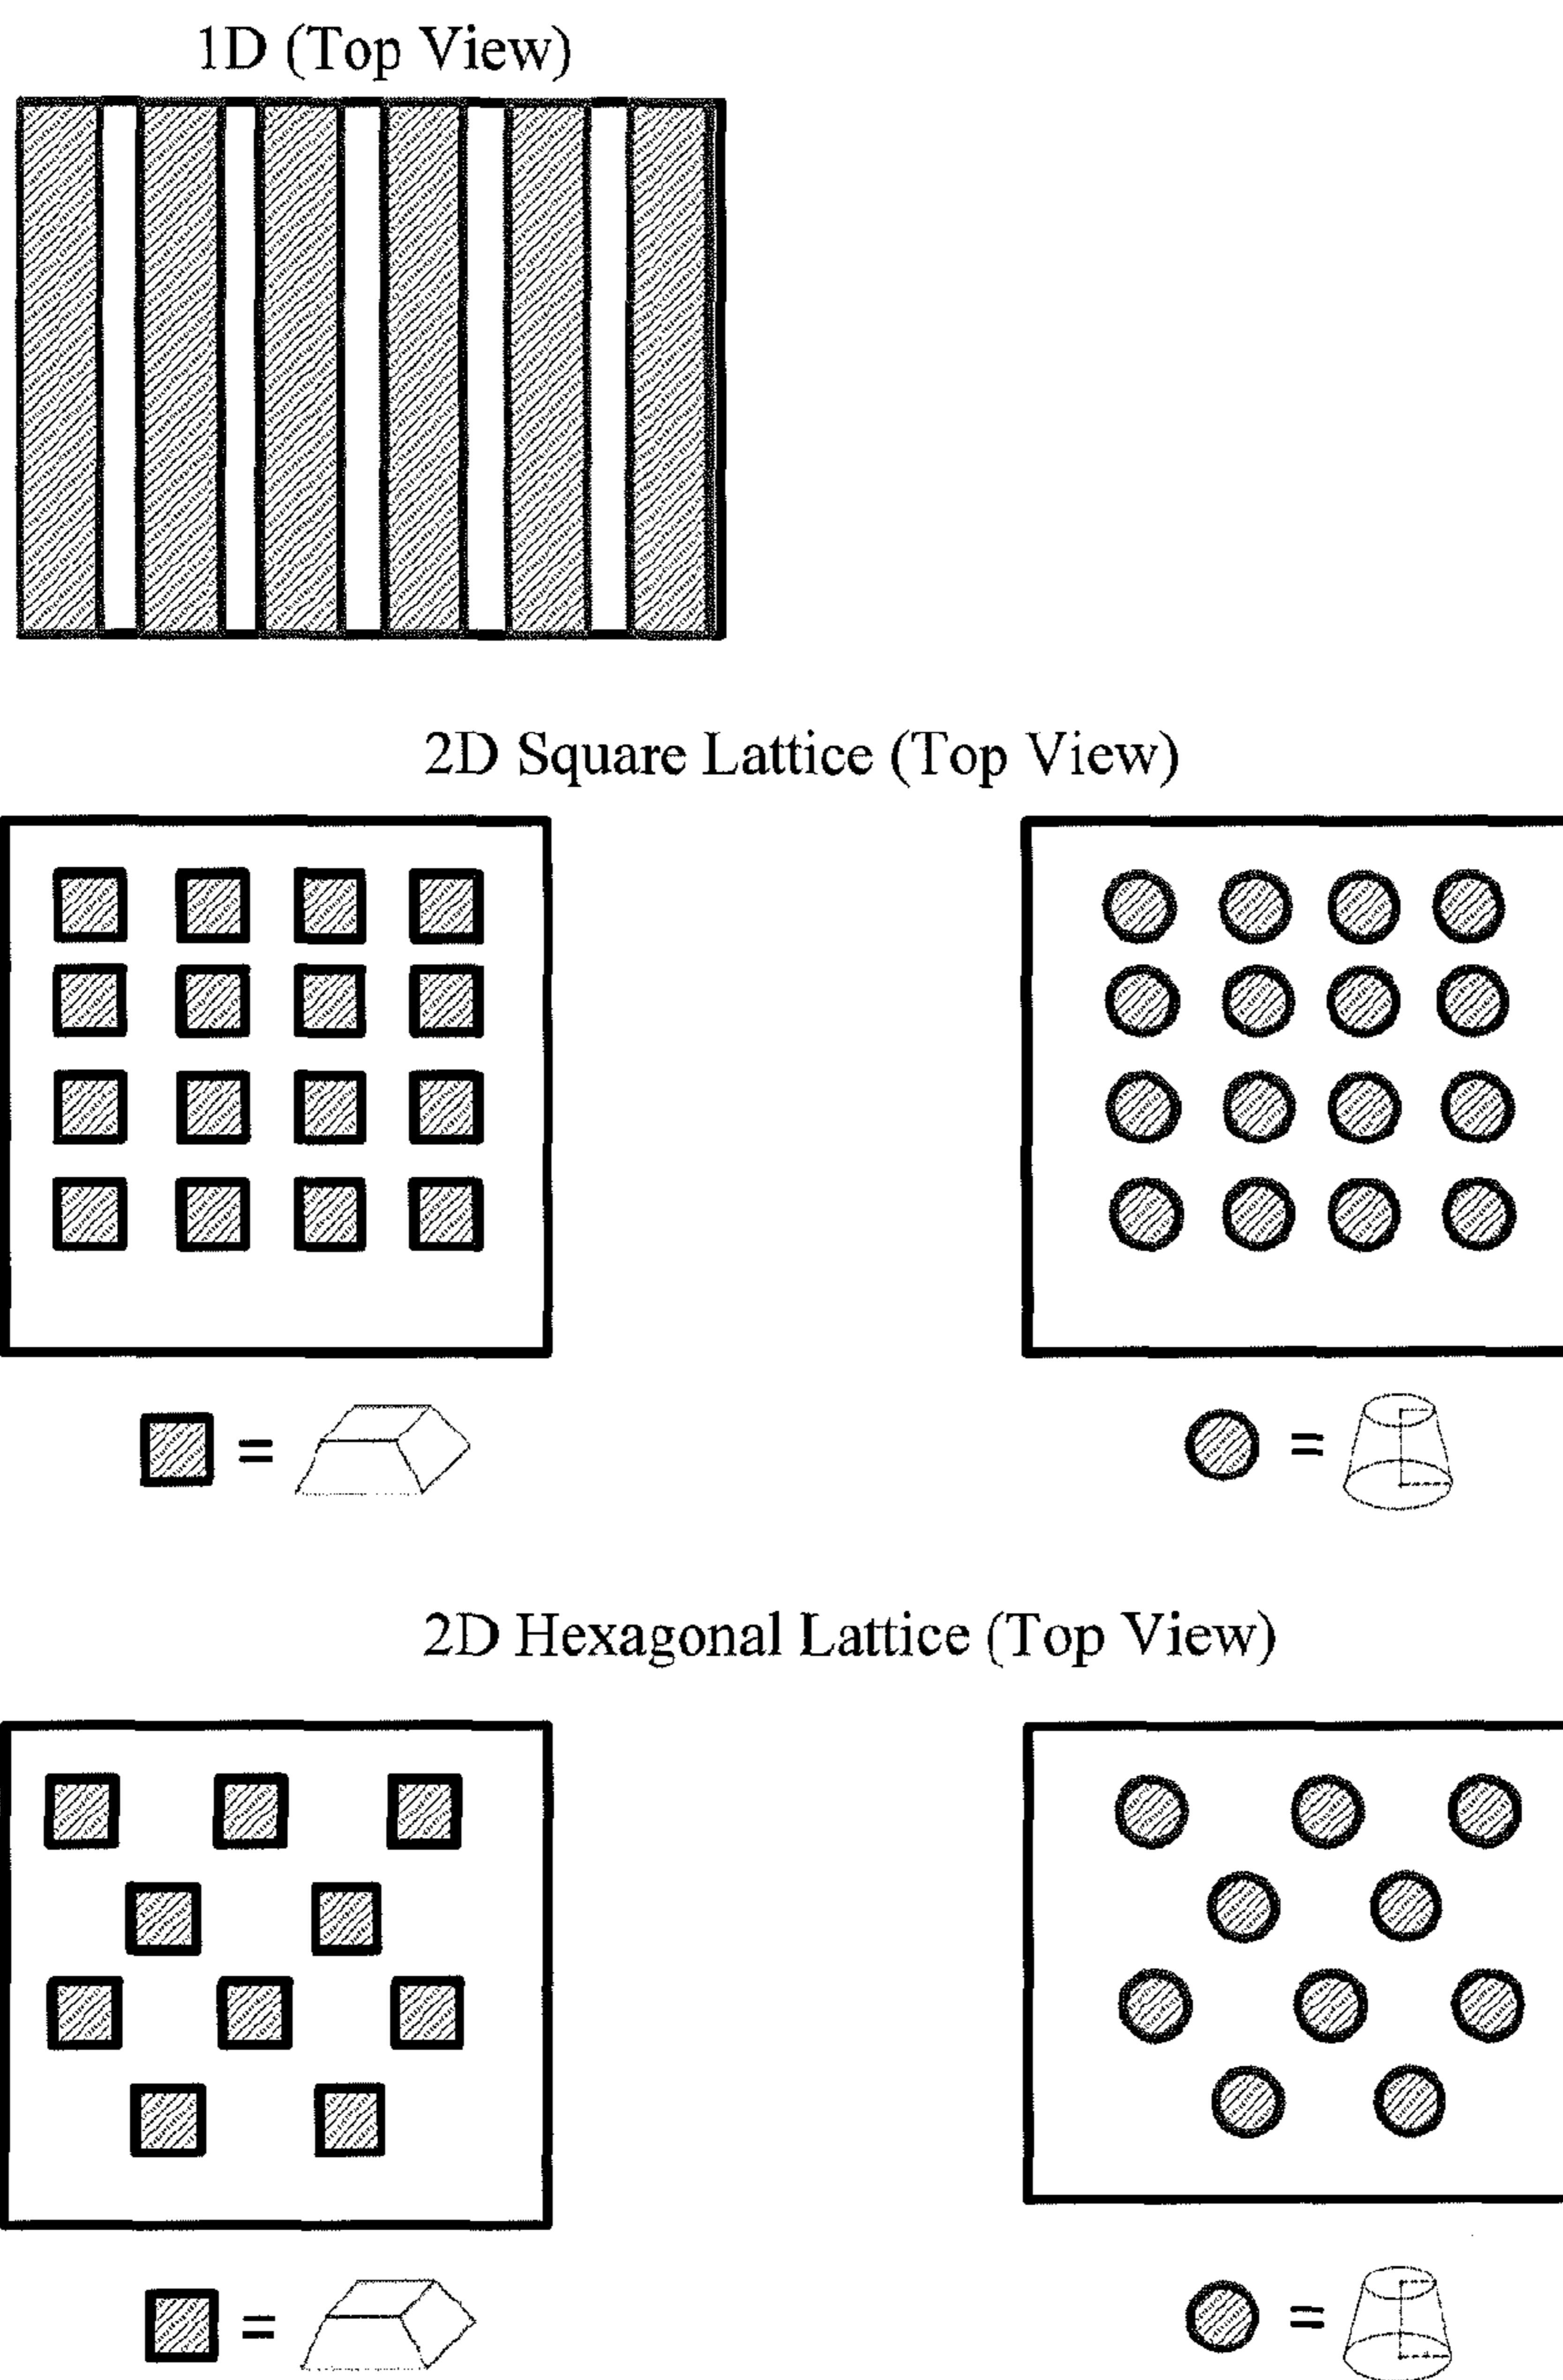 1D (Top View)
2D Square Lattice (Top View)
=
=
2D Hexagonal Lattice (Top View)
=
=